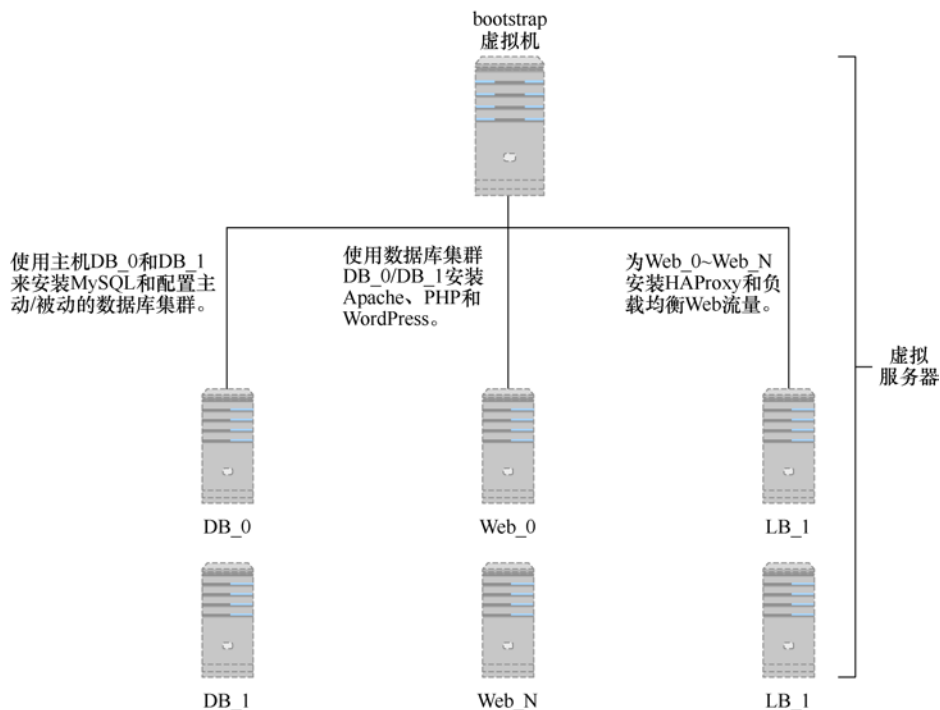 bootstrap
虚拟机
使用主机DB_0和DB_1
来安装MySQL和配置主
动/被动的数据库集群。
使用数据库集群
DB_0/DB_1安装
Apache、PHP和
WordPress。
为Web_0~Web_N
安装HAProxy和负
载均衡Web流量。
虚拟
服务器
DB_0
Web_0
LB_1
DB_1
Web_N
LB_1